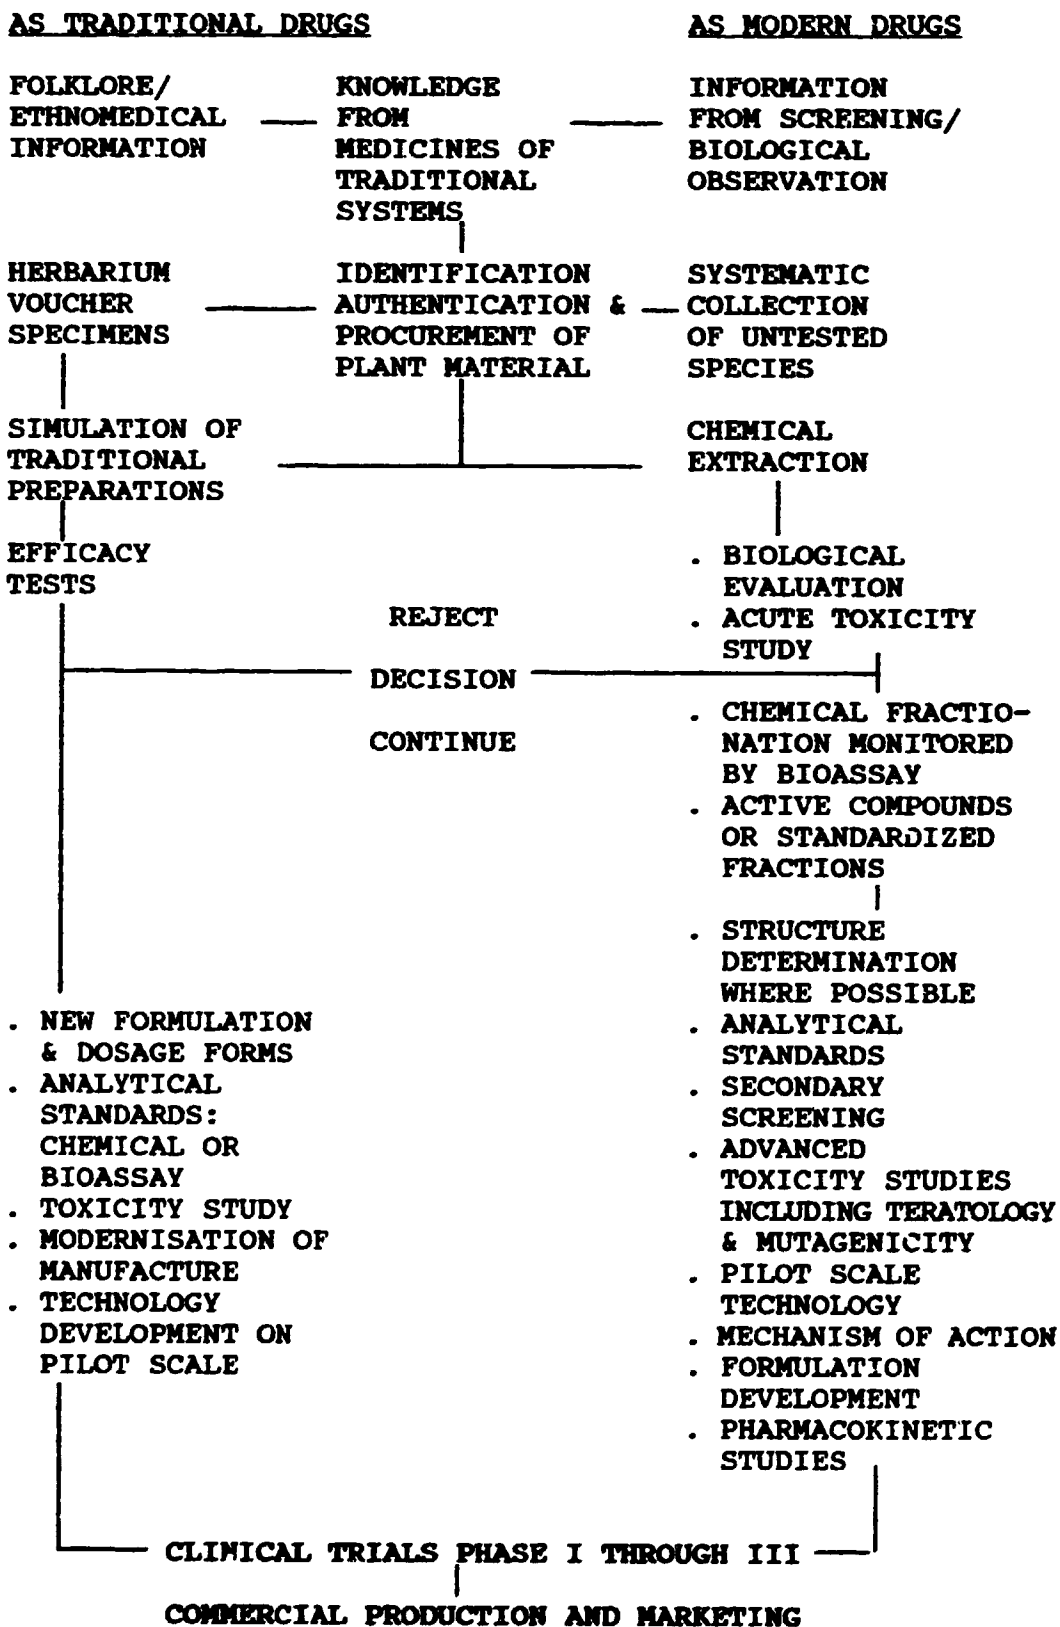 AS TRADITIONAL DRUGS
AS MODERN DRUGS
FOLKLORE/
ETHNOMEDICAL
INFORMATION
KNOWLEDGE
FROM
MEDICINES OF
TRADITIONAL
SYSTEMS
INFORMATION
FROM SCREENING/
BIOLOGICAL
OBSERVATION
HERBARIUM
VOUCHER
SPECIMENS
IDENTIFICATION
AUTHENTICATION &
PROCUREMENT OF
PLANT MATERIAL
SYSTEMATIC
COLLECTION
OF UNTESTED
SPECIES
SIMULATION OF
TRADITIONAL
PREPARATIONS
CHEMICAL
EXTRACTION
EFFICACY
TESTS
. BIOLOGICAL
EVALUATION
. ACUTE TOXICITY
STUDY
REJECT
DECISION
CONTINUE
. CHEMICAL FRACTIO-
NATION MONITORED
BY BIOASSAY
. ACTIVE COMPOUNDS
OR STANDARDIZED
FRACTIONS
. STRUCTURE
DETERMINATION
WHERE POSSIBLE
. ANALYTICAL
STANDARDS
. SECONDARY
SCREENING
. ADVANCED
TOXICITY STUDIES
INCLUDING TERATOLOGY
& MUTAGENICITY
. PILOT SCALE
TECHNOLOGY
. MECHANISM OF ACTION
. FORMULATION
DEVELOPMENT
. PHARMACOKINETIC
STUDIES
. NEW FORMULATION
& DOSAGE FORMS
. ANALYTICAL
STANDARDS:
CHEMICAL OR
BIOASSAY
. TOXICITY STUDY
. MODERNISATION OF
MANUFACTURE
. TECHNOLOGY
DEVELOPMENT ON
PILOT SCALE
CLINICAL TRIALS PHASE I THROUGH III
COMMERCIAL PRODUCTION AND MARKETING